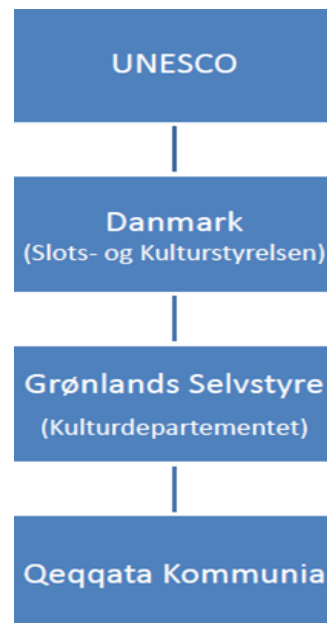 UNESCO
Danmark
(Slots- og Kulturstyrelsen)
Grønlands Selvstyre
(Kulturdepartementet)
Qeqqata Kommunia